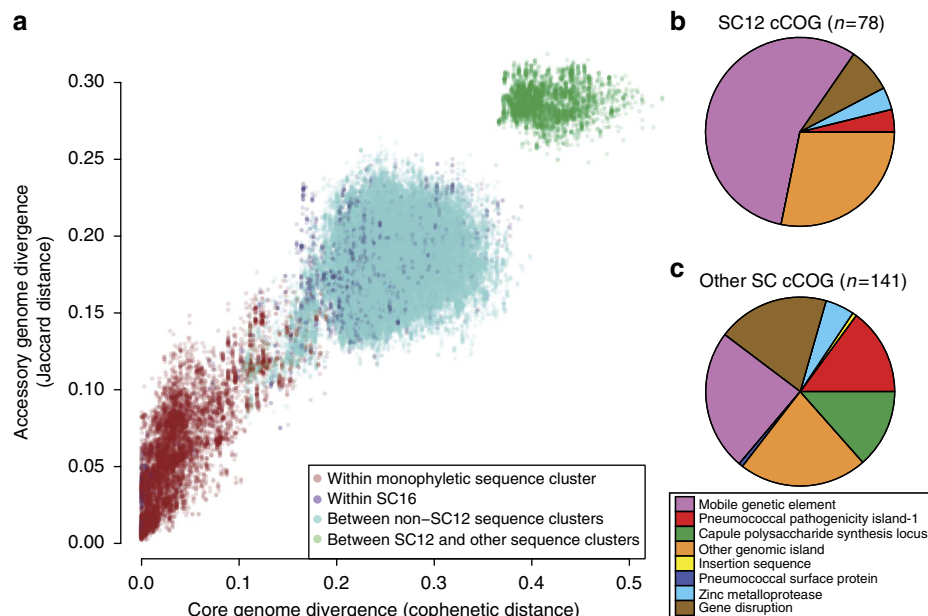 a
Accessory genome divergence
(Jaccard distance)
0.30
0.25
0.20
0.15
0.10
0.05
0.00
0.0
0.1
0.2
0.3
0.4
0.5
Core genome divergence (cophenetic distance)
Within monophyletic sequence cluster
Within SC16
Between non−SC12 sequence clusters
Between SC12 and other sequence clusters
b
SC12 cCOG (n=78)
c
Other SC cCOG (n=141)
Mobile genetic element
Pneumococcal pathogenicity island-1
Capule polysaccharide synthesis locus
Other genomic island
Insertion sequence
Pneumococcal surface protein
Zinc metalloprotease
Gene disruption